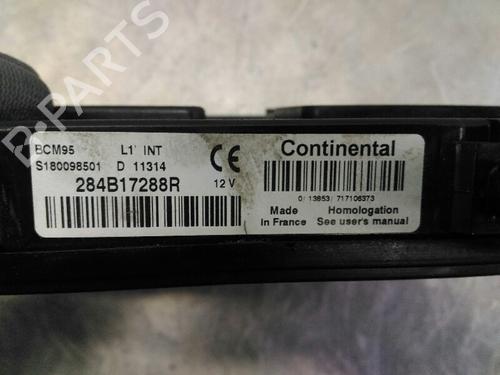 B-PARTS
BCM95 L1' INT
S180098501 D 11314
284B17288R
CE
12 V
Continental
0/ 13853/ 717106373
Made in France
Homologation
See user's manual